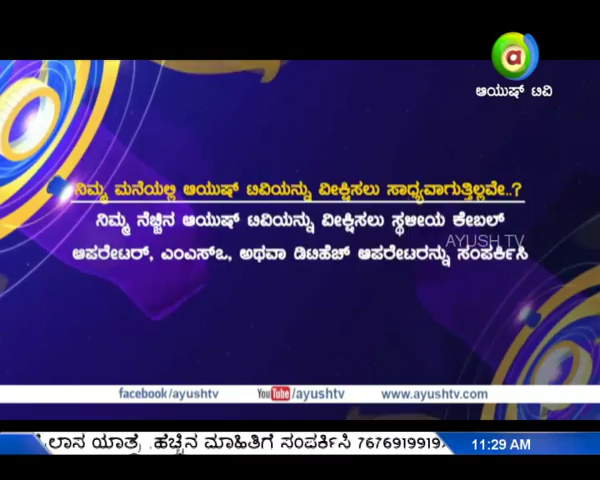 a
ಆಯುಷ್ ಟಿವಿ
ನಿಮ್ಮ ಮನೆಯಲ್ಲಿ ಆಯುಷ್ ಟಿವಿಯನ್ನು ವೀಕ್ಷಿಸಲು ಸಾಧ್ಯವಾಗುತ್ತಿಲ್ಲವೇ..?
ನಿಮ್ಮ ನೆಚ್ಚಿನ ಆಯುಷ್ ಟಿವಿಯನ್ನು ವೀಕ್ಷಿಸಲು ಸ್ಥಳೀಯ ಕೇಬಲ್
AYUSH TV
ಆಪರೇಟರ್, ಎಂಎಸ್ಒ, ಅಥವಾ ಡಿಟಿಹೆಚ್ ಆಪರೇಟರನ್ನು ಸಂಪರ್ಕಿಸಿ
facebook/ayushtv YouTube/ayushtv www.ayushtv.com
ಯಾತ್ರೆ .ಹೆಚ್ಚಿನ ಮಾಹಿತಿಗೆ ಸಂಪರ್ಕಿಸಿ 7676919919 11:29 AM